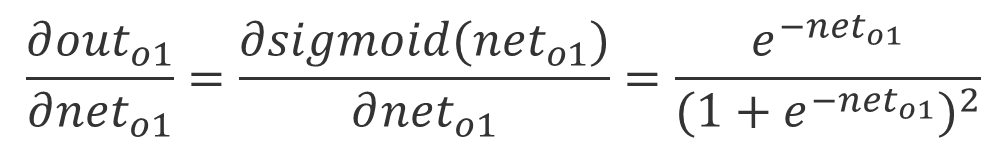 ∂out_{o1}/∂net_{o1} = ∂sigmoid(net_{o1})/∂net_{o1} = e^{-net_{o1}}/(1 + e^{-net_{o1}})^2